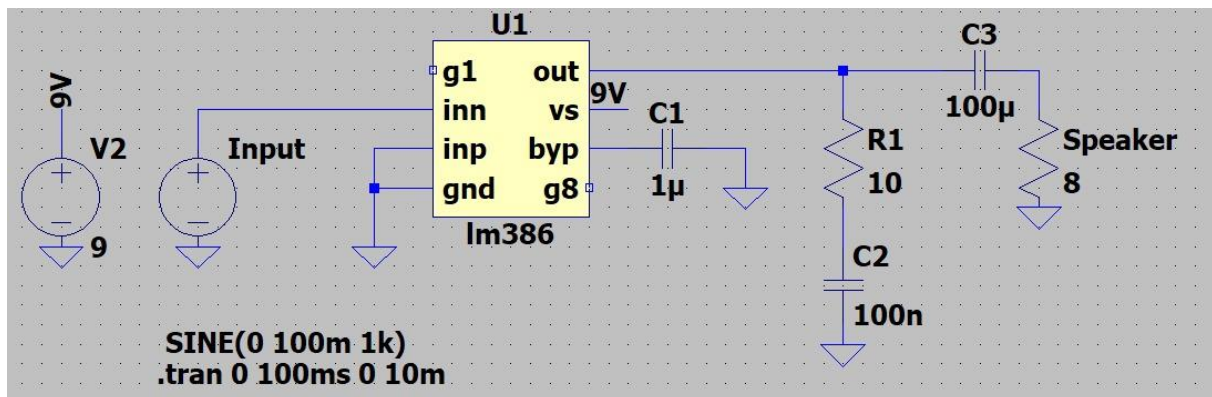 U1
C3
9V
g1
out
9V
inn
vs
C1
100µ
V2
Input
inp
byp
R1
Speaker
1µ
10
8
gnd
g8
lm386
9
C2
100n
SINE(0 100m 1k)
.tran 0 100ms 0 10m